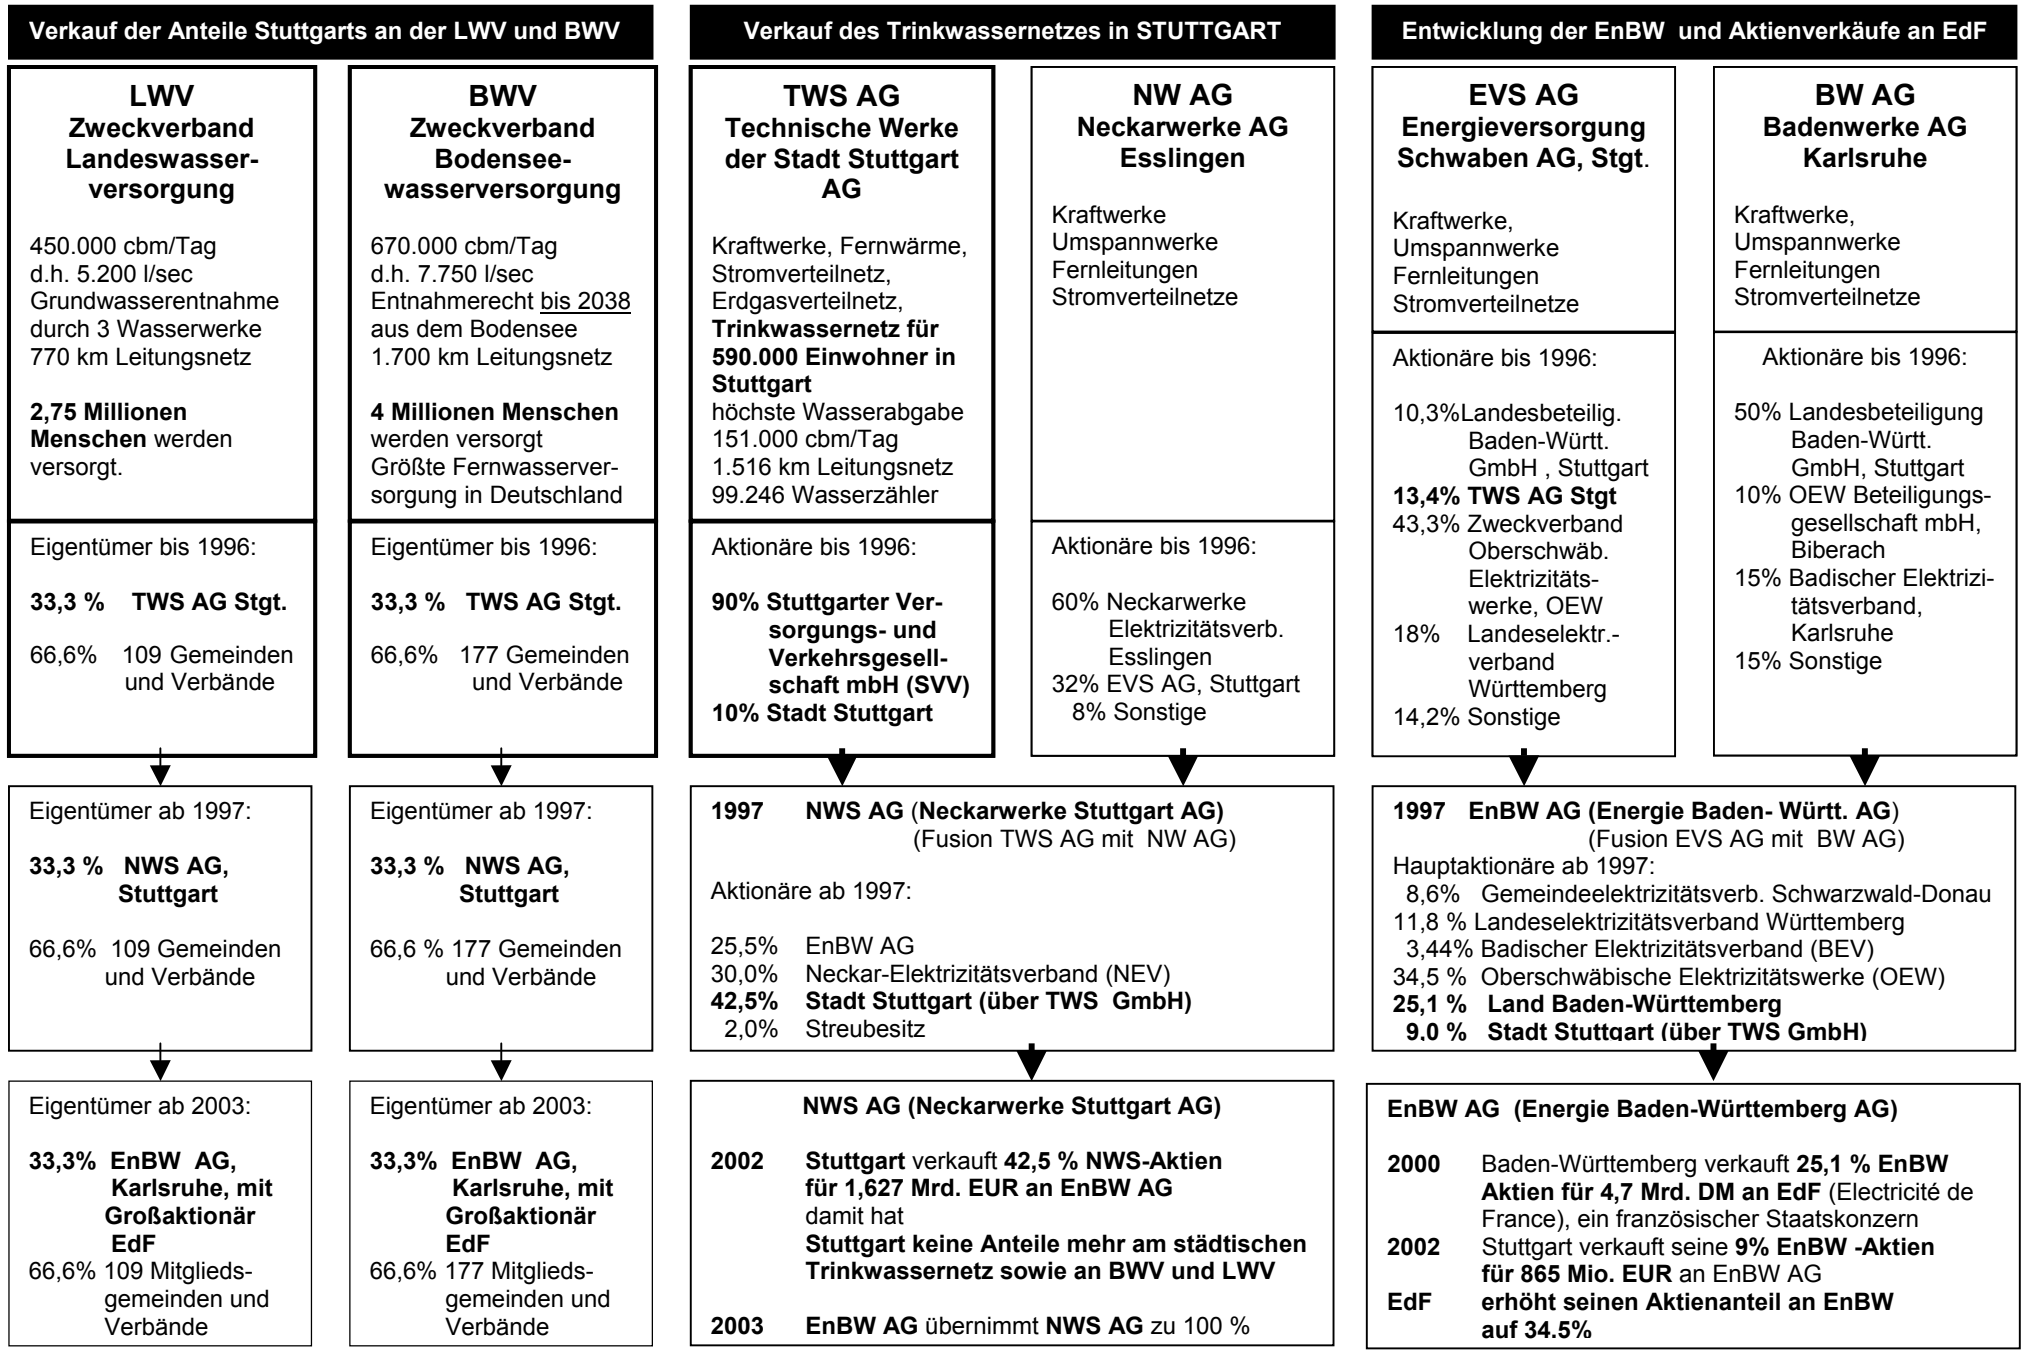 Verkauf der Anteile Stuttgarts an der LWV und BWV
LWV
Zweckverband
Landeswasser-
versorgung
450.000 cbm/Tag
d.h. 5.200 l/sec
Grundwasserentnahme
durch 3 Wasserwerke
770 km Leitungsnetz
2,75 Millionen
Menschen werden
versorgt.
Eigentümer bis 1996:
33,3 % TWS AG Stgt.
66,6% 109 Gemeinden
und Verbände
Eigentümer ab 1997:
33,3 % NWS AG,
Stuttgart
66,6% 109 Gemeinden
und Verbände
Eigentümer ab 2003:
33,3% EnBW AG,
Karlsruhe, mit
Großaktionär
EdF
66,6% 109 Mitglieds-
gemeinden und
Verbände
BWV
Zweckverband
Bodensee-
wasserversorgung
670.000 cbm/Tag
d.h. 7.750 l/sec
Entnahmerecht bis 2038
aus dem Bodensee
1.700 km Leitungsnetz
4 Millionen Menschen
werden versorgt
Größte Fernwasserver-
sorgung in Deutschland
Eigentümer bis 1996:
33,3 % TWS AG Stgt.
66,6% 177 Gemeinden
und Verbände
Eigentümer ab 1997:
33,3 % NWS AG,
Stuttgart
66,6 % 177 Gemeinden
und Verbände
Eigentümer ab 2003:
33,3% EnBW AG,
Karlsruhe, mit
Großaktionär
EdF
66,6% 177 Mitglieds-
gemeinden und
Verbände
Verkauf des Trinkwassernetzes in STUTTGART
TWS AG
Technische Werke
der Stadt Stuttgart
AG
Kraftwerke, Fernwärme,
Stromverteilnetz,
Erdgasverteilnetz,
Trinkwassernetz für
590.000 Einwohner in
Stuttgart
höchste Wasserabgabe
151.000 cbm/Tag
1.516 km Leitungsnetz
99.246 Wasserzähler
Aktionäre bis 1996:
90% Stuttgarter Ver-
sorgungs- und
Verkehrsgesell-
schaft mbH (SVV)
10% Stadt Stuttgart
NW AG
Neckarwerke AG
Esslingen
Kraftwerke
Umspannwerke
Fernleitungen
Stromverteilnetze
Aktionäre bis 1996:
60% Neckarwerke
Elektrizitätsverb.
Esslingen
32% EVS AG, Stuttgart
8% Sonstige
1997 NWS AG (Neckarwerke Stuttgart AG)
(Fusion TWS AG mit NW AG)
Aktionäre ab 1997:
25,5% EnBW AG
30,0% Neckar-Elektrizitätsverband (NEV)
42,5% Stadt Stuttgart (über TWS GmbH)
2,0% Streubesitz
NWS AG (Neckarwerke Stuttgart AG)
2002 Stuttgart verkauft 42,5 % NWS-Aktien
für 1,627 Mrd. EUR an EnBW AG
damit hat
Stuttgart keine Anteile mehr am städtischen
Trinkwassernetz sowie an BWV und LWV
2003 EnBW AG übernimmt NWS AG zu 100 %
Entwicklung der EnBW und Aktienverkäufe an EdF
EVS AG
Energieversorgung
Schwaben AG, Stgt.
Kraftwerke,
Umspannwerke
Fernleitungen
Stromverteilnetze
Aktionäre bis 1996:
10,3%Landesbeteilig.
Baden-Württ.
GmbH , Stuttgart
13,4% TWS AG Stgt
43,3% Zweckverband
Oberschwäb.
Elektrizitäts-
werke, OEW
18% Landeselektr.-
verband
Württemberg
14,2% Sonstige
BW AG
Badenwerke AG
Karlsruhe
Kraftwerke,
Umspannwerke
Fernleitungen
Stromverteilnetze
Aktionäre bis 1996:
50% Landesbeteiligung
Baden-Württ.
GmbH, Stuttgart
10% OEW Beteiligungs-
gesellschaft mbH,
Biberach
15% Badischer Elektrizi-
tätsverband,
Karlsruhe
15% Sonstige
1997 EnBW AG (Energie Baden- Württ. AG)
(Fusion EVS AG mit BW AG)
Hauptaktionäre ab 1997:
8,6% Gemeindeelektrizitätsverb. Schwarzwald-Donau
11,8 % Landeselektrizitätsverband Württemberg
3,44% Badischer Elektrizitätsverband (BEV)
34,5 % Oberschwäbische Elektrizitätswerke (OEW)
25,1 % Land Baden-Württemberg
9,0 % Stadt Stuttgart (über TWS GmbH)
EnBW AG (Energie Baden-Württemberg AG)
2000 Baden-Württemberg verkauft 25,1 % EnBW
Aktien für 4,7 Mrd. DM an EdF (Electricité de
France), ein französischer Staatskonzern
2002 Stuttgart verkauft seine 9% EnBW -Aktien
für 865 Mio. EUR an EnBW AG
EdF erhöht seinen Aktienanteil an EnBW
auf 34.5%